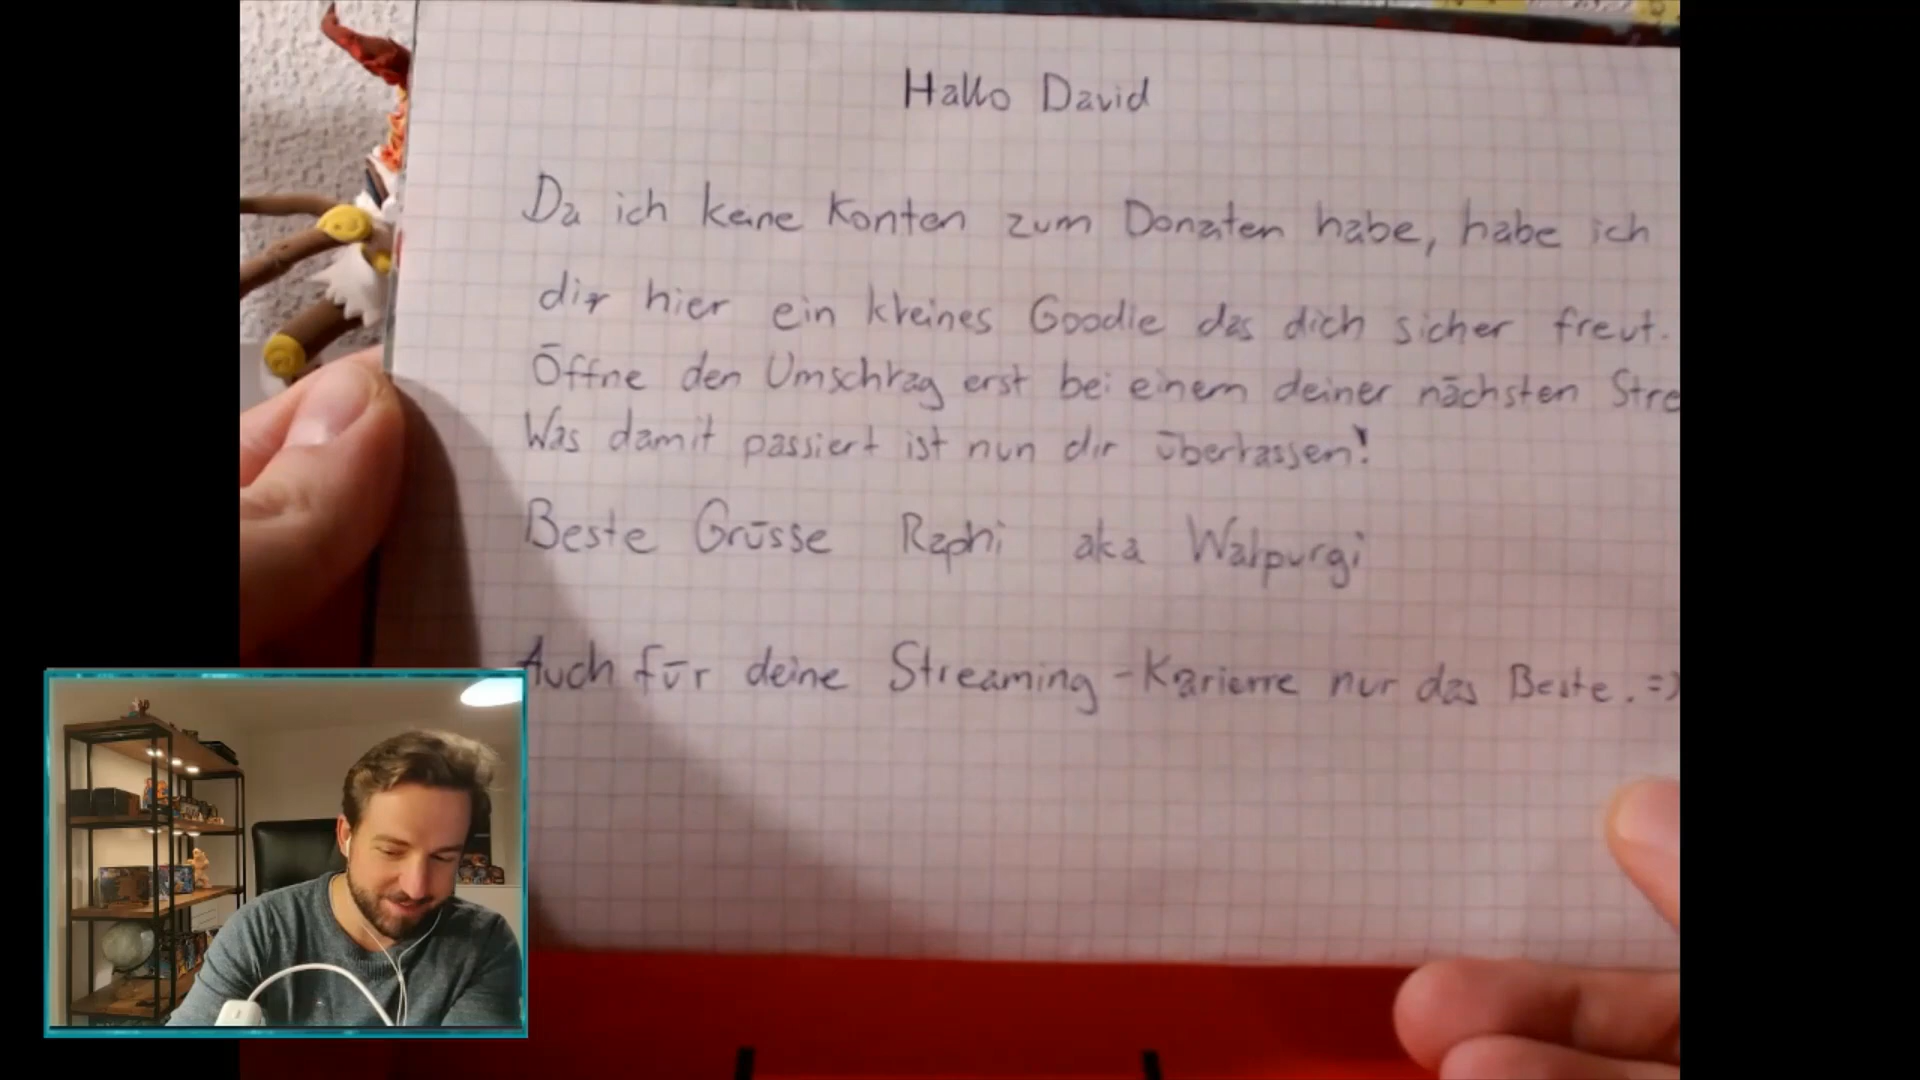 Hallo David
Da ich keine Konten zum Donaten habe, habe ich
dir hier ein kleines Goodie das dich sicher freut.
Öffne den Umschlag erst bei einem deiner nächsten Stre
Was damit passiert ist nun dir überlassen!
Beste Grüsse Raphi aka Walpurgi
Auch für deine Streaming-Karierre nur das Beste. =)